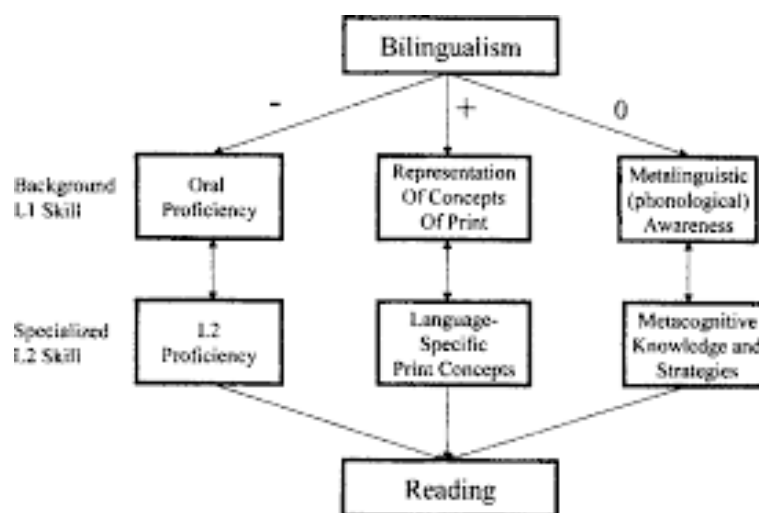 Bilingualism
-
+
0
Background
L1 Skill
Oral
Proficiency
Representation
Of Concepts
Of Print
Metalinguistic
(phonological)
Awareness
Specialized
L2 Skill
L2
Proficiency
Language-
Specific
Print Concepts
Metacognitive
Knowledge and
Strategies
Reading